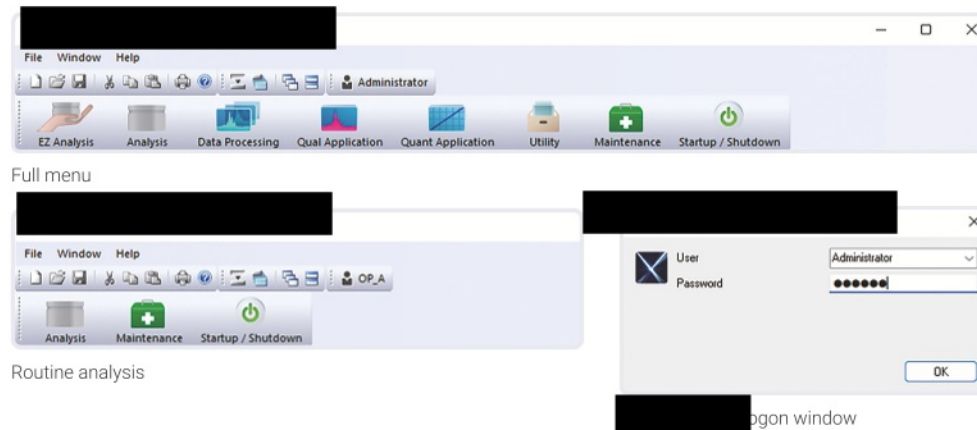 File Window Help
Administrator
EZ Analysis Analysis Data Processing Qual Application Quant Application Utility Maintenance Startup / Shutdown
Full menu
File Window Help
OP_A
Analysis Maintenance Startup / Shutdown
Routine analysis
User Administrator
Password ●●●●●●
OK
ogon window